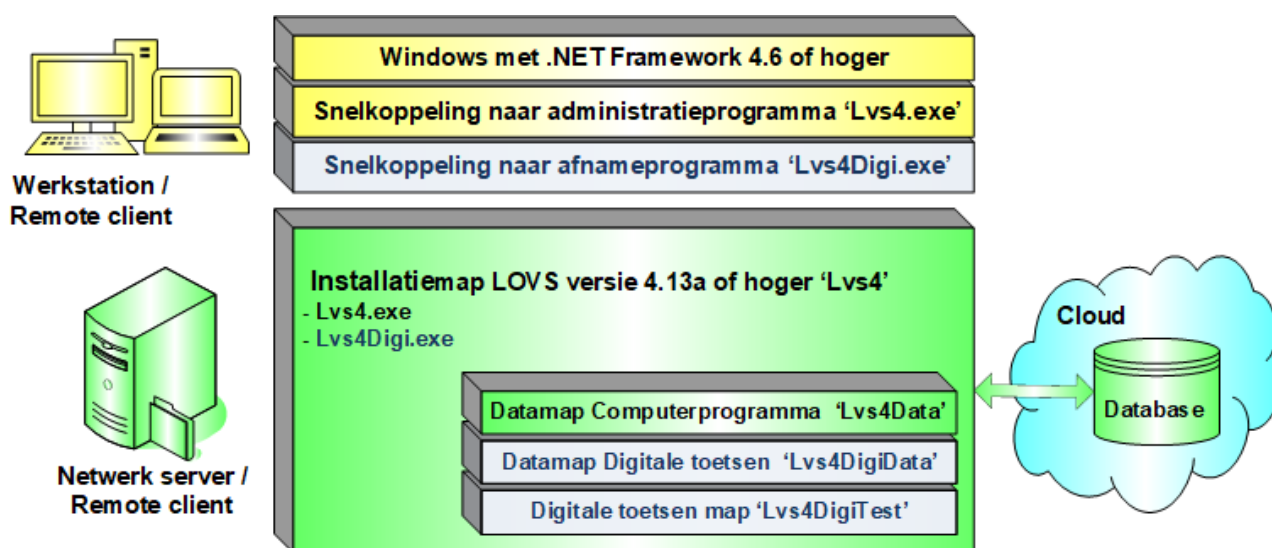 Windows met .NET Framework 4.6 of hoger
Snelkoppeling naar administratieprogramma ‘Lvs4.exe’
Snelkoppeling naar afnameprogramma ‘Lvs4Digi.exe’
Werkstation /
Remote client
Installatiemap LOVS versie 4.13a of hoger ‘Lvs4’
- Lvs4.exe
- Lvs4Digi.exe
Datamap Computerprogramma ‘Lvs4Data’
Datamap Digitale toetsen ‘Lvs4DigiData’
Digitale toetsen map ‘Lvs4DigiTest’
Netwerk server /
Remote client
Cloud
Database